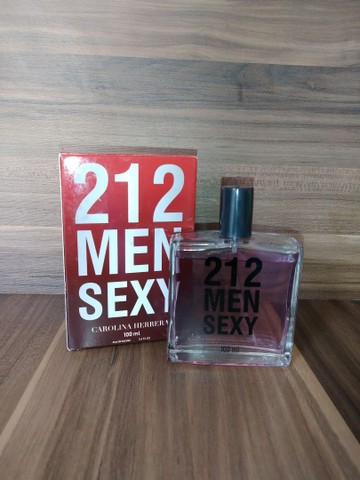 212
MEN
SEXY
CAROLINA HERRERA
100 ml
212
MEN
SEXY
100 ml